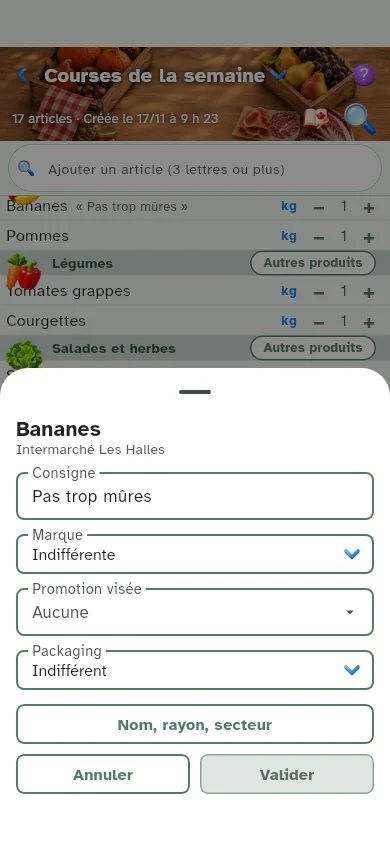 Courses de la semaine
?
17 articles · Créée le 17/11 à 9 h 23
Ajouter un article (3 lettres ou plus)
Bananes « Pas trop mûres » kg − 1 +
Pommes kg − 1 +
Légumes Autres produits
Tomates grappes kg − 1 +
Courgettes kg − 1 +
Salades et herbes Autres produits
Bananes
Intermarché Les Halles
Consigne
Pas trop mûres
Marque
Indifférente
Promotion visée
Aucune
Packaging
Indifférent
Nom, rayon, secteur
Annuler Valider